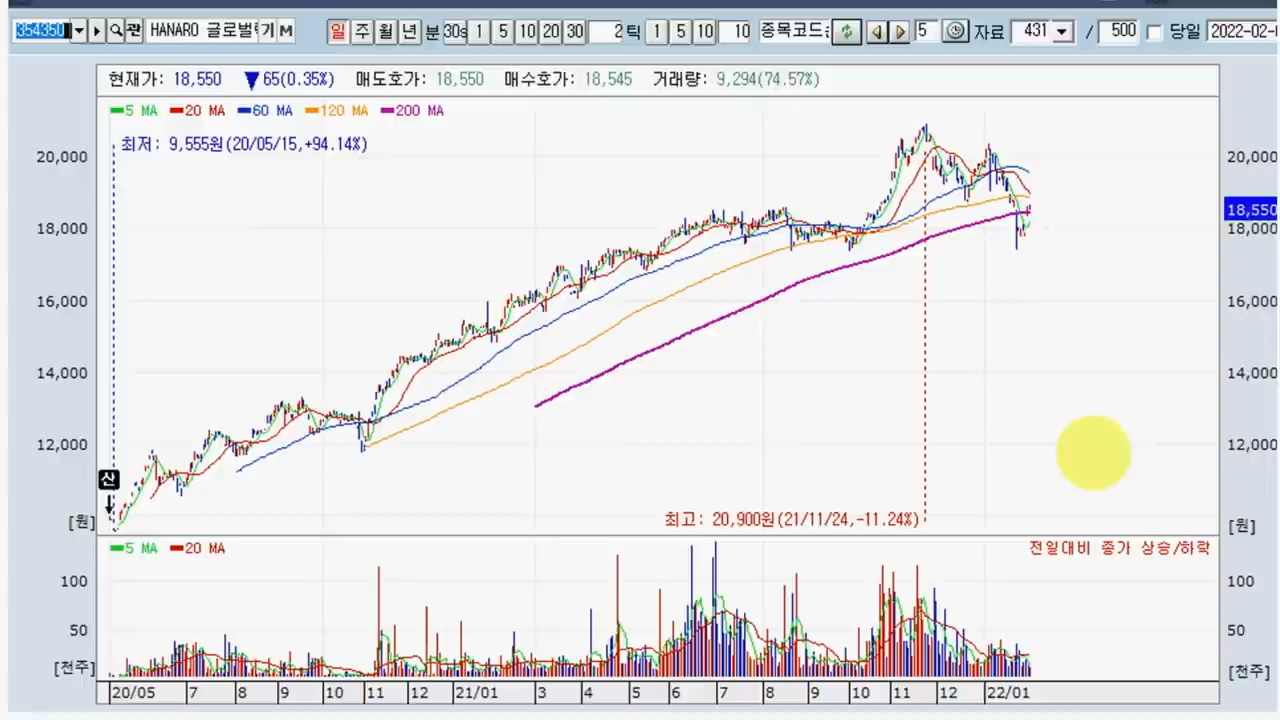 354350 관 HANARO 글로벌 기 M 일 주 월 년 분 30s 1 5 10 20 30 2 틱 1 5 10 10 종목코드 5 자료 431 / 500 당일 2022-02-
현재가: 18,550 ▼65(0.35%) 매도호가: 18,550 매수호가: 18,545 거래량: 9,294(74.57%)
5 MA 20 MA 60 MA 120 MA 200 MA
최저: 9,555원(20/05/15,+94.14%)
20,000 20,000
18,550
18,000 18,000
16,000 16,000
14,000 14,000
12,000 12,000
산
최고: 20,900원(21/11/24,-11.24%)
[원] [원]
5 MA 20 MA 전일대비 종가 상승/하락
100 100
50 50
[천주] [천주]
20/05 7 8 9 10 11 12 21/01 3 4 5 6 7 8 9 10 11 12 22/01